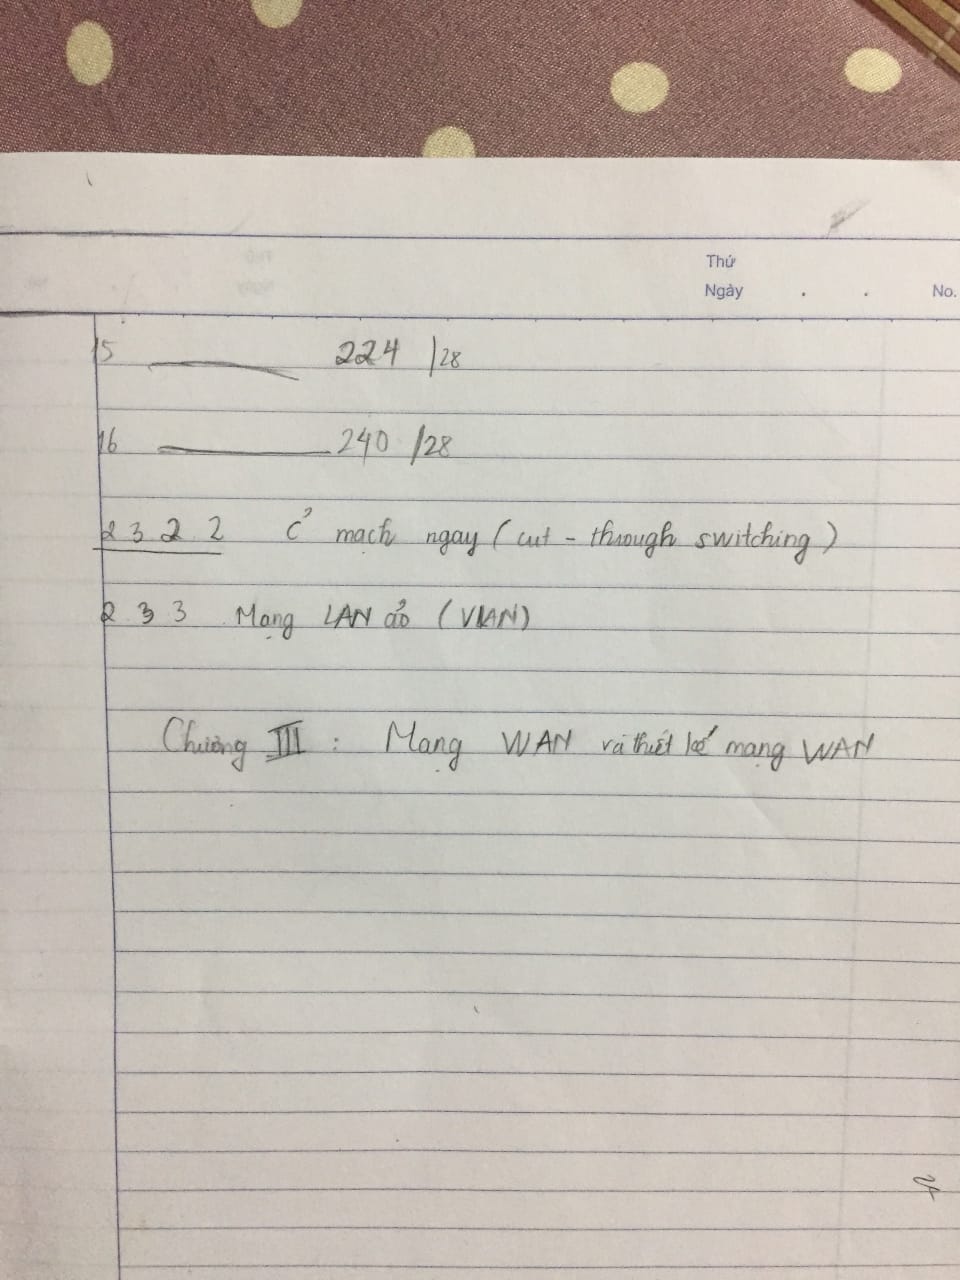 Thứ
Ngày . . No.
15 ——— 224 /28
16 ——— 240 /28
2 3 2 2 C² mạch ngay (cut - through switching)
2 3 3 Mạng LAN ảo (VLAN)
Chương III : Mạng WAN và thiết kế mạng WAN